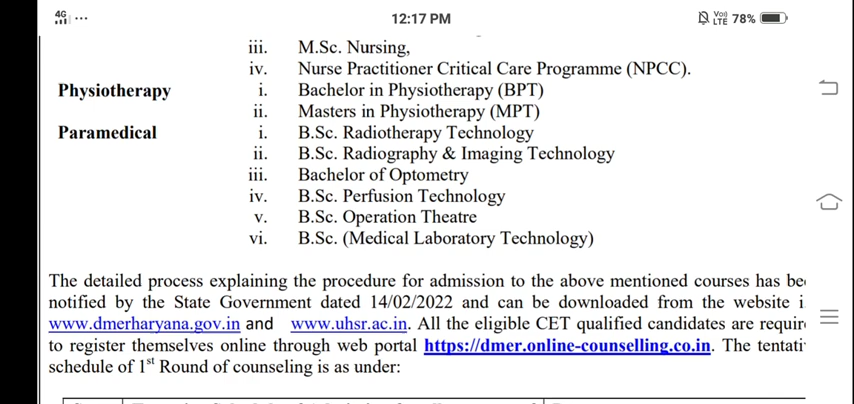 4G 12:17 PM Vo) LTE 78%
iii. M.Sc. Nursing,
iv. Nurse Practitioner Critical Care Programme (NPCC).
Physiotherapy i. Bachelor in Physiotherapy (BPT)
ii. Masters in Physiotherapy (MPT)
Paramedical i. B.Sc. Radiotherapy Technology
ii. B.Sc. Radiography & Imaging Technology
iii. Bachelor of Optometry
iv. B.Sc. Perfusion Technology
v. B.Sc. Operation Theatre
vi. B.Sc. (Medical Laboratory Technology)
The detailed process explaining the procedure for admission to the above mentioned courses has
notified by the State Government dated 14/02/2022 and can be downloaded from the website
www.dmerharyana.gov.in and www.uhsr.ac.in. All the eligible CET qualified candidates are
to register themselves online through web portal https://dmer.online-counselling.co.in. The
schedule of 1st Round of counseling is as under: